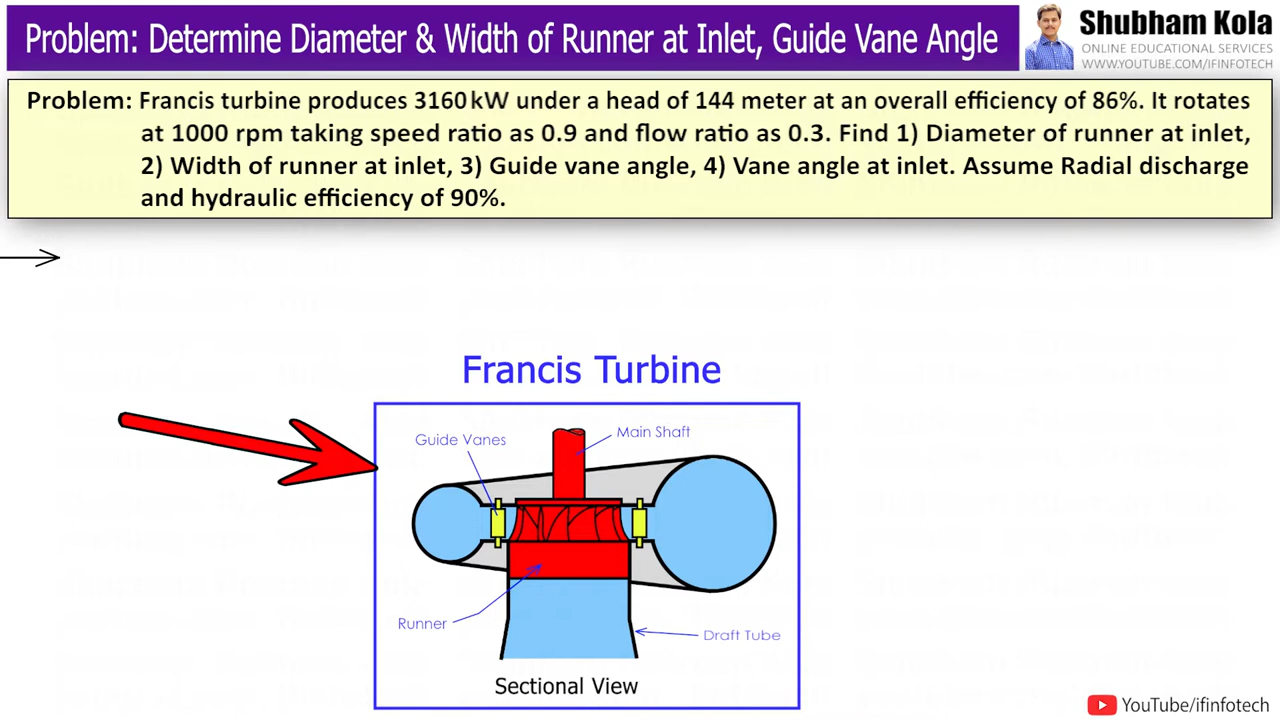 Problem: Determine Diameter & Width of Runner at Inlet, Guide Vane Angle
Shubham Kola
ONLINE EDUCATIONAL SERVICES
WWW.YOUTUBE.COM/IFINFOTECH
Problem: Francis turbine produces 3160 kW under a head of 144 meter at an overall efficiency of 86%. It rotates
at 1000 rpm taking speed ratio as 0.9 and flow ratio as 0.3. Find 1) Diameter of runner at inlet,
2) Width of runner at inlet, 3) Guide vane angle, 4) Vane angle at inlet. Assume Radial discharge
and hydraulic efficiency of 90%.
Francis Turbine
Guide Vanes
Main Shaft
Runner
Draft Tube
Sectional View
YouTube/ifinfotech